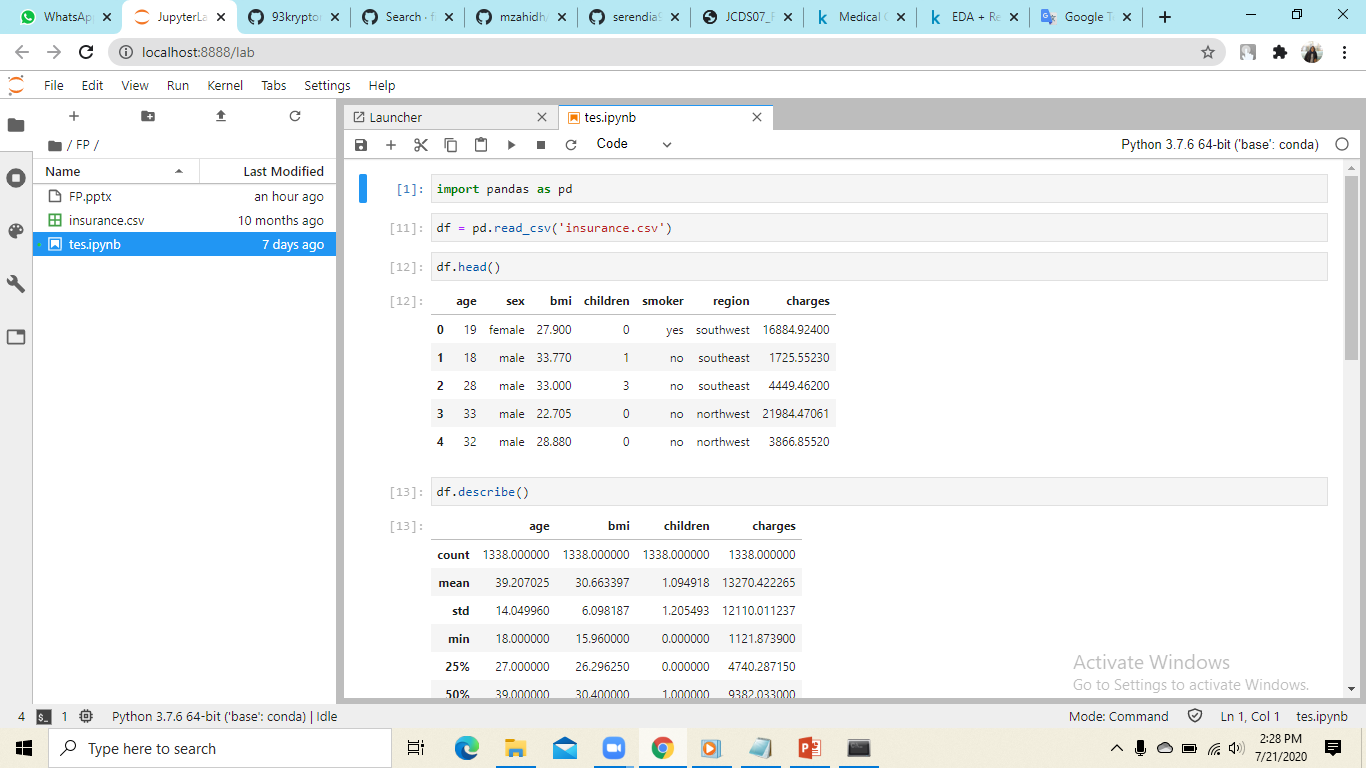 WhatsApp JupyterLa 93krypto Search · f mzahidh/ serendia JCDS07_F Medical EDA + Re Google T
localhost:8888/lab
File Edit View Run Kernel Tabs Settings Help
Launcher tes.ipynb
Code Python 3.7.6 64-bit ('base': conda)
/ FP /
Name Last Modified
FP.pptx an hour ago
insurance.csv 10 months ago
tes.ipynb 7 days ago
[1]: import pandas as pd
[11]: df = pd.read_csv('insurance.csv')
[12]: df.head()
[12]: age sex bmi children smoker region charges
0 19 female 27.900 0 yes southwest 16884.92400
1 18 male 33.770 1 no southeast 1725.55230
2 28 male 33.000 3 no southeast 4449.46200
3 33 male 22.705 0 no northwest 21984.47061
4 32 male 28.880 0 no northwest 3866.85520
[13]: df.describe()
[13]: age bmi children charges
count 1338.000000 1338.000000 1338.000000 1338.000000
mean 39.207025 30.663397 1.094918 13270.422265
std 14.049960 6.098187 1.205493 12110.011237
min 18.000000 15.960000 0.000000 1121.873900
25% 27.000000 26.296250 0.000000 4740.287150
50% 39.000000 30.400000 1.000000 9382.033000
Activate Windows
Go to Settings to activate Windows.
4 $_ 1 Python 3.7.6 64-bit ('base': conda) | Idle Mode: Command Ln 1, Col 1 tes.ipynb
Type here to search
2:28 PM
7/21/2020